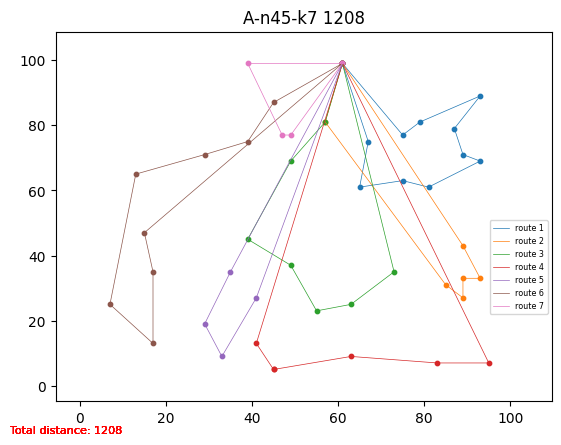 A-n45-k7 1208
100
80
60
40
20
0
route 1
route 2
route 3
route 4
route 5
route 6
route 7
0 20 40 60 80 100
Total distance: 1208